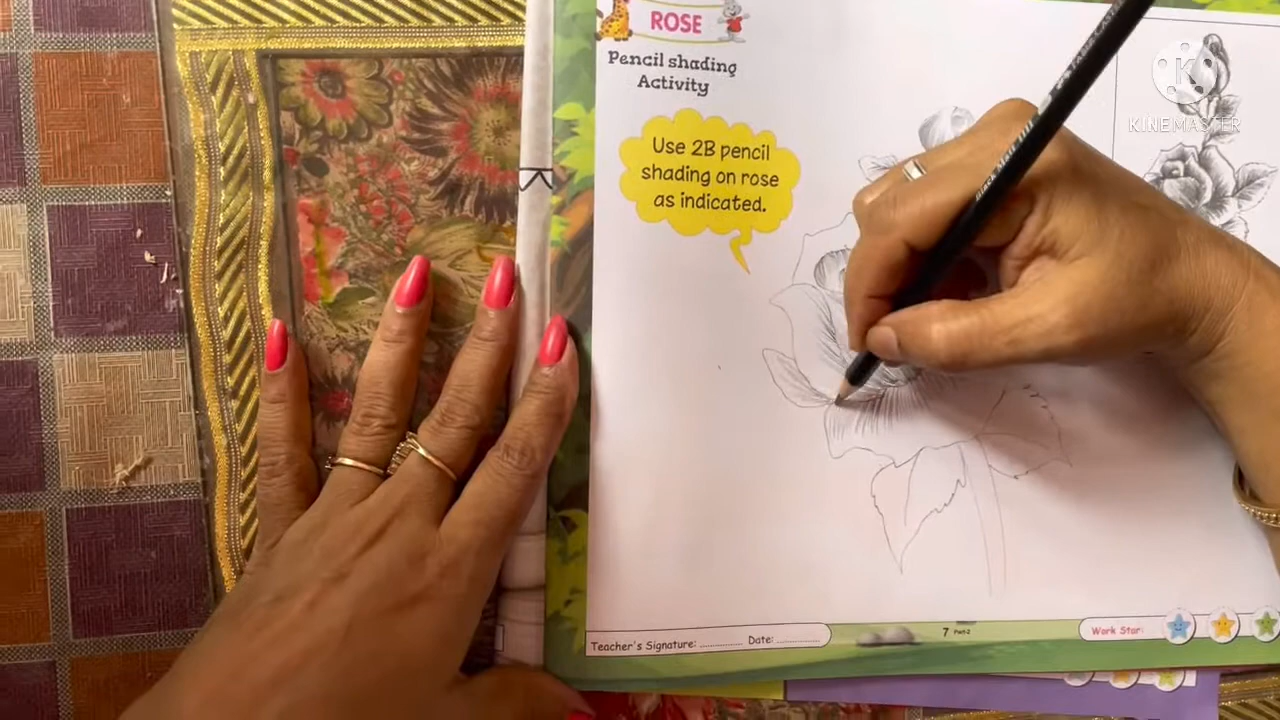 ROSE
Pencil shading
Activity
Use 2B pencil
shading on rose
as indicated.
KINEMASTER
K
Teacher's Signature: ............ Date: ............
7
Work Star: